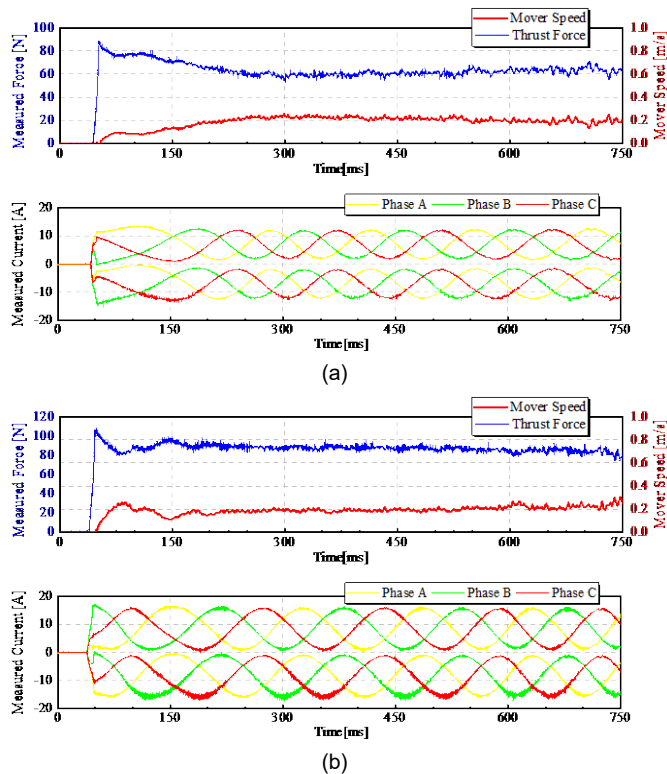 Mover Speed
Thrust Force
Measured Force [N]
100
80
60
40
20
0
1.0
0.8
0.6
0.4
0.2
0.0
Mover Speed [m/s]
0 150 300 450 600 750
Time[ms]
Phase A Phase B Phase C
Measured Current [A]
20
10
0
-10
-20
0 150 300 450 600 750
Time[ms]
(a)
Mover Speed
Thrust Force
Measured Force [N]
120
100
80
60
40
20
0
1.0
0.8
0.6
0.4
0.2
0.0
Mover Speed [m/s]
0 150 300 450 600 750
Time[ms]
Phase A Phase B Phase C
Measured Current [A]
20
10
0
-10
-20
0 150 300 450 600 750
Time[ms]
(b)